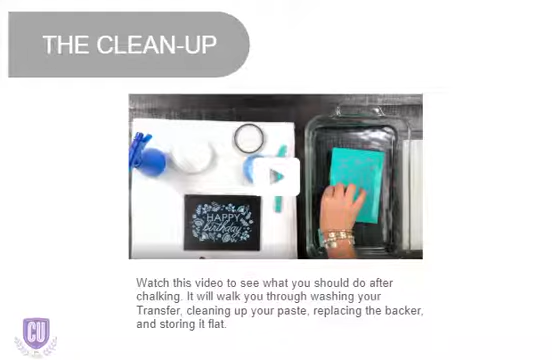 THE CLEAN-UP
HAPPY
birthday
Watch this video to see what you should do after
chalking. It will walk you through washing your
Transfer, cleaning up your paste, replacing the backer,
and storing it flat.
CU